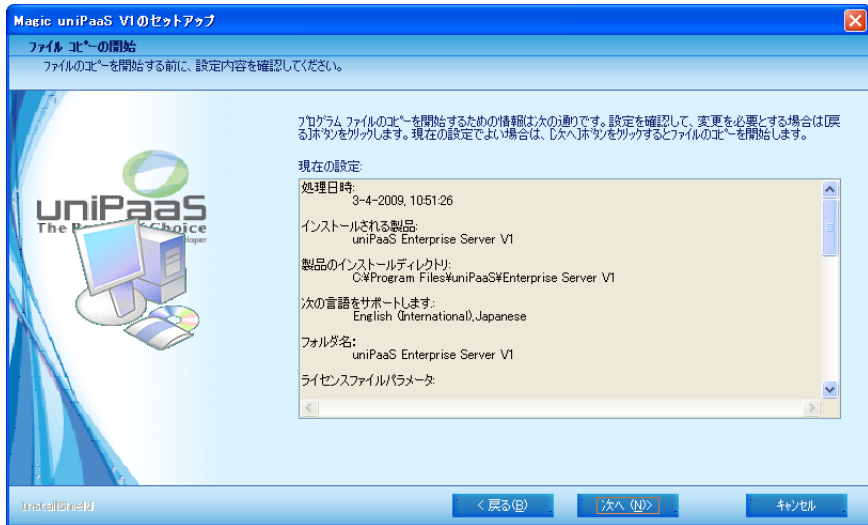 Magic uniPaaS V1のセットアップ
ファイル コピーの開始
ファイルのコピーを開始する前に、設定内容を確認してください。
プログラム ファイルのコピーを開始するための情報は次の通りです。設定を確認して、変更を必要とする場合は[戻
る]ボタンをクリックします。現在の設定でよい場合は、[次へ]ボタンをクリックするとファイルのコピーを開始します。
現在の設定:
処理日時:
3-4-2009, 10:51:26
インストールされる製品:
uniPaaS Enterprise Server V1
製品のインストールディレクトリ:
C:¥Program Files¥uniPaaS¥Enterprise Server V1
次の言語をサポートします:
English (International),Japanese
フォルダ名:
uniPaaS Enterprise Server V1
ライセンスファイルパラメータ:
uniPaaS
The Choice
InstallShield
< 戻る(B)
次へ (N)>
キャンセル